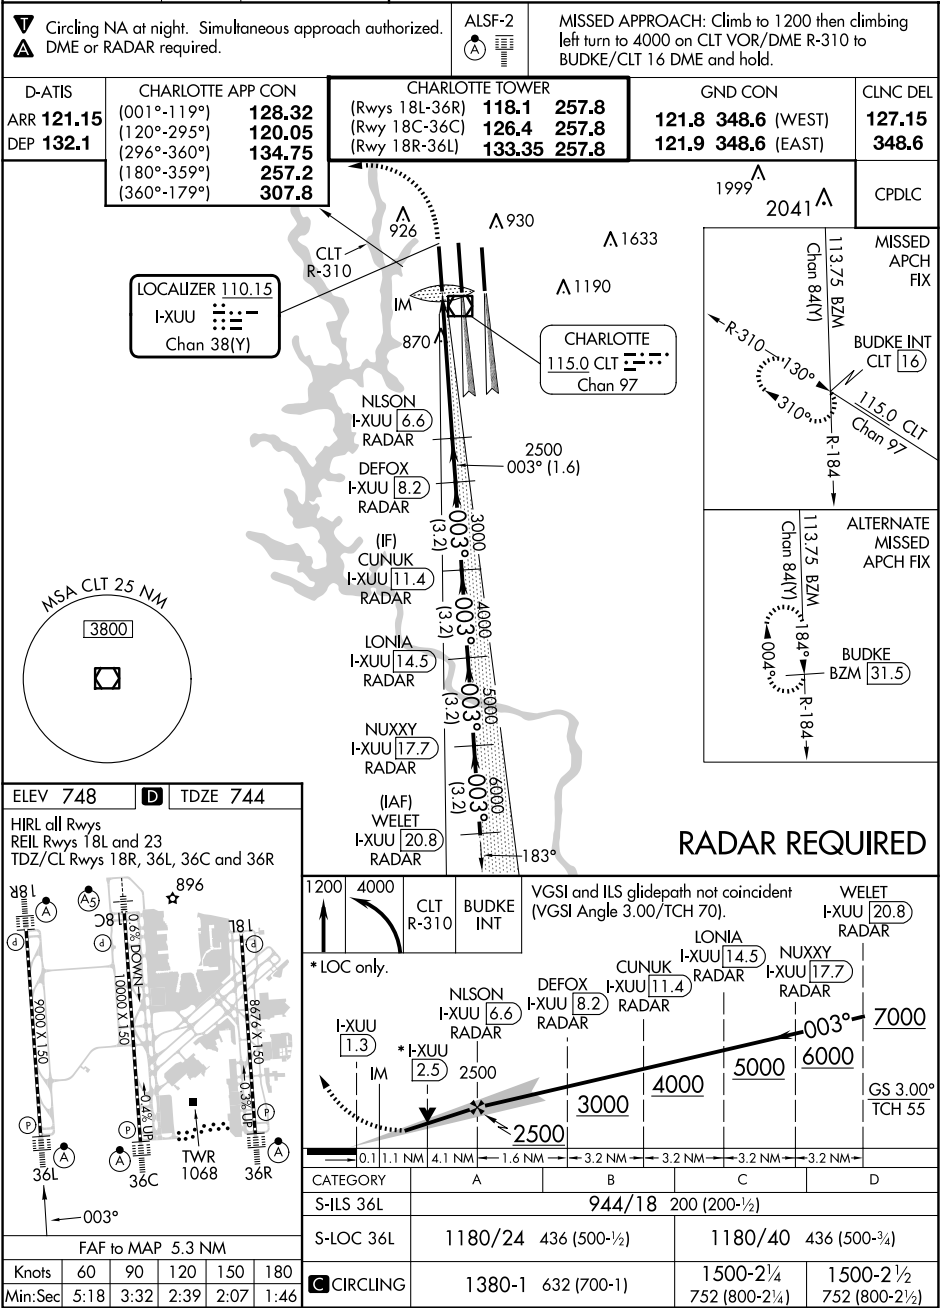 T Circling NA at night. Simultaneous approach authorized.
A DME or RADAR required.
ALSF-2
A
MISSED APPROACH: Climb to 1200 then climbing
left turn to 4000 on CLT VOR/DME R-310 to
BUDKE/CLT 16 DME and hold.
D-ATIS
ARR 121.15
DEP 132.1
CHARLOTTE APP CON
(001°-119°) 128.32
(120°-295°) 120.05
(296°-360°) 134.75
(180°-359°) 257.2
(360°-179°) 307.8
CHARLOTTE TOWER
(Rwys 18L-36R) 118.1 257.8
(Rwy 18C-36C) 126.4 257.8
(Rwy 18R-36L) 133.35 257.8
GND CON
121.8 348.6 (WEST)
121.9 348.6 (EAST)
CLNC DEL
127.15
348.6
CPDLC
1999
2041
926
930
1633
1190
870
CLT
R-310
LOCALIZER 110.15
I-XUU
Chan 38(Y)
IM
CHARLOTTE
115.0 CLT
Chan 97
NLSON
I-XUU 6.6
RADAR
2500
003° (1.6)
DEFOX
I-XUU 8.2
RADAR
003°
3000
(3.2)
(IF)
CUNUK
I-XUU 11.4
RADAR
003°
4000
(3.2)
LONIA
I-XUU 14.5
RADAR
003°
5000
(3.2)
NUXXY
I-XUU 17.7
RADAR
003°
6000
(3.2)
(IAF)
WELET
I-XUU 20.8
RADAR
183°
MSA CLT 25 NM
3800
MISSED
APCH
FIX
113.75 BZM
Chan 84(Y)
BUDKE INT
CLT 16
R-310
130°
310°
115.0 CLT
Chan 97
R-184
ALTERNATE
MISSED
APCH FIX
113.75 BZM
Chan 84(Y)
184°
004°
BUDKE
BZM 31.5
R-184
RADAR REQUIRED
ELEV 748
D
TDZE 744
HIRL all Rwys
REIL Rwys 18L and 23
TDZ/CL Rwys 18R, 36L, 36C and 36R
18R
A
A5
18C
896
18L
P
P
P
0.6% DOWN
9000 X 150
10000 X 150
8676 X 150
0.4% UP
0.3% UP
P
P
P
A
A
A
TWR
1068
36L
36C
36R
003°
FAF to MAP 5.3 NM
Knots 60 90 120 150 180
Min:Sec 5:18 3:32 2:39 2:07 1:46
1200
4000
CLT
R-310
BUDKE
INT
VGSI and ILS glidepath not coincident
(VGSI Angle 3.00/TCH 70).
* LOC only.
WELET
I-XUU 20.8
RADAR
LONIA
I-XUU 14.5
RADAR
NUXXY
I-XUU 17.7
RADAR
CUNUK
I-XUU 11.4
RADAR
DEFOX
I-XUU 8.2
RADAR
NLSON
I-XUU 6.6
RADAR
I-XUU
1.3
* I-XUU
2.5
IM
2500
003°
7000
6000
5000
4000
3000
2500
GS 3.00°
TCH 55
0.1 1.1 NM 4.1 NM 1.6 NM 3.2 NM 3.2 NM 3.2 NM 3.2 NM
CATEGORY A B C D
S-ILS 36L 944/18 200 (200-½)
S-LOC 36L 1180/24 436 (500-½) 1180/40 436 (500-¾)
C CIRCLING 1380-1 632 (700-1) 1500-2¼ 752 (800-2¼) 1500-2½ 752 (800-2½)